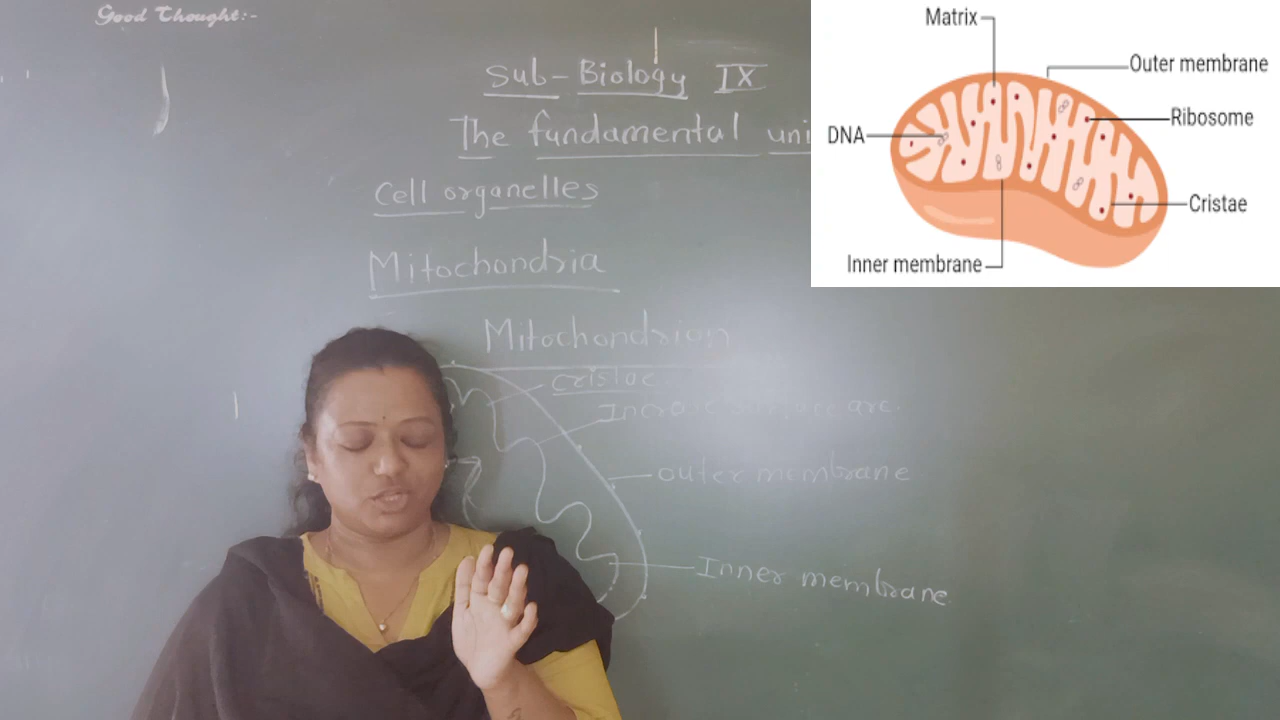 Good Thought:-
Sub-Biology IX
The fundamental uni
Cell organelles
Mitochondria
Mitochondrion
cristae
outer membrane
Inner membrane
Matrix
Outer membrane
Ribosome
DNA
Cristae
Inner membrane